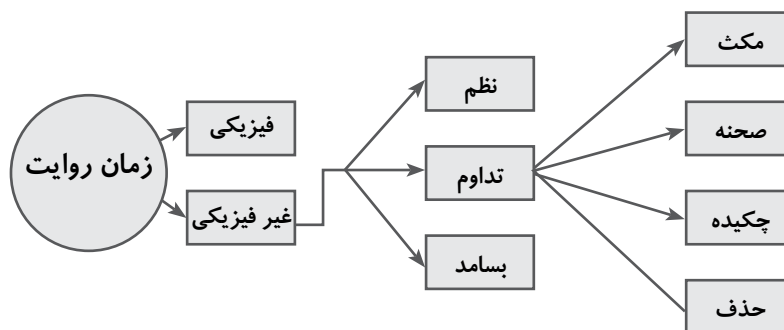 زمان روایت
فیزیکی
غیر فیزیکی
نظم
تداوم
بسامد
مکث
صحنه
چکیده
حذف